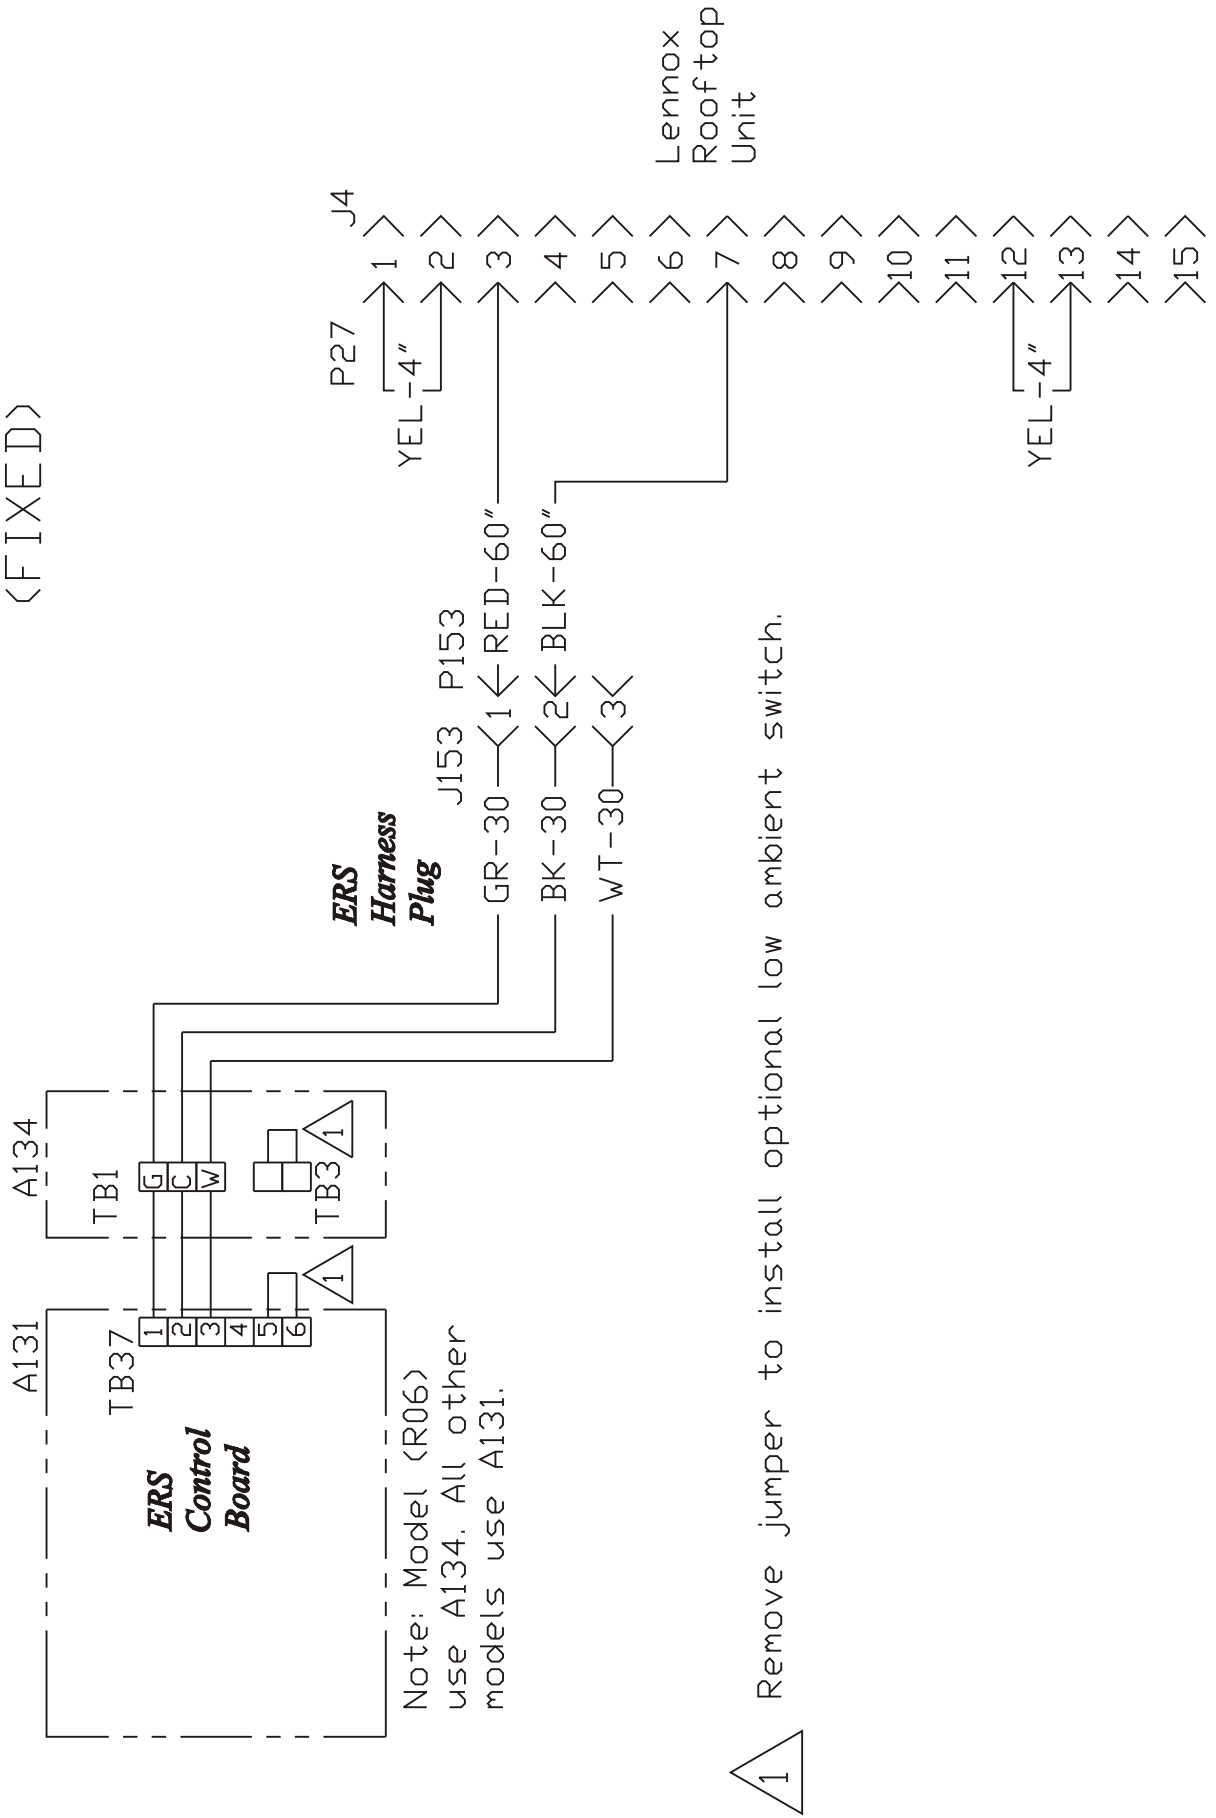 (FIXED)
A131
A134
TB37
TB1
1
2
3
4
5
6
G
C
W
TB3
1
1
ERS
Control
Board
ERS
Harness
Plug
J153 P153
GR-30
1
RED-60"
BK-30
2
BLK-60"
WT-30
3
P27
J4
YEL-4"
1
2
3
4
5
6
7
8
9
10
11
12
13
14
15
YEL-4"
Lennox
Rooftop
Unit
Note: Model (R06)
use A134. All other
models use A131.
1
Remove jumper to install optional low ambient switch.